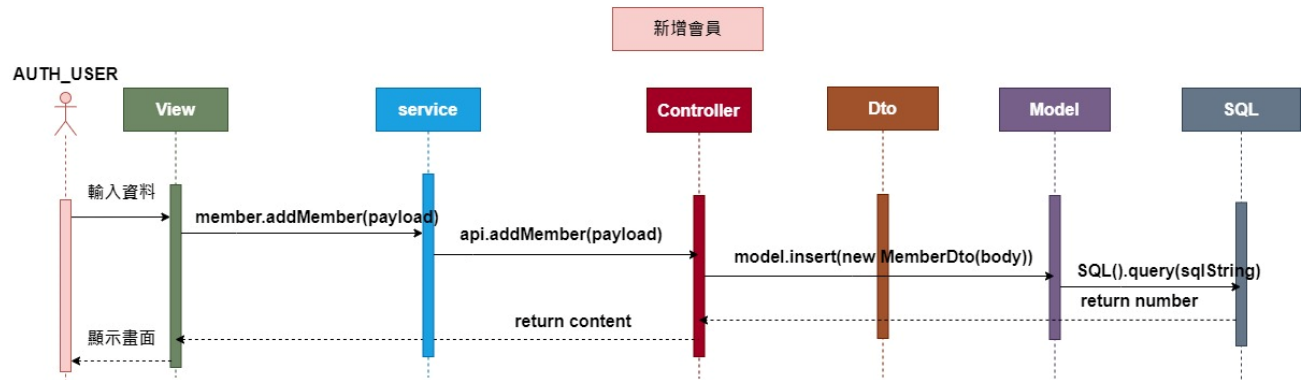 新增會員
AUTH_USER
View
service
Controller
Dto
Model
SQL
輸入資料
member.addMember(payload)
api.addMember(payload)
model.insert(new MemberDto(body))
SQL().query(sqlString)
return number
return content
顯示畫面